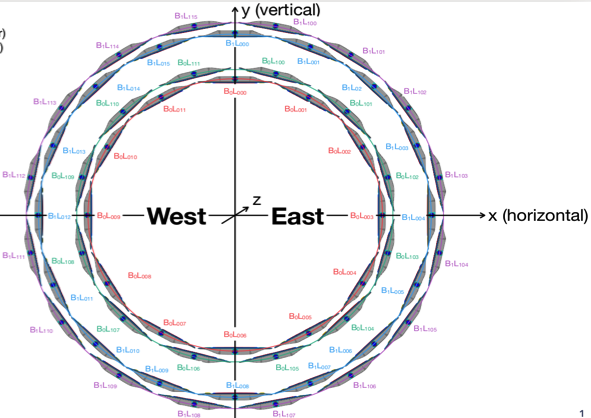 r)
)
y (vertical)
B1L115
B1L100
B1L000
B1L114
B1L101
B1L015
B1L001
B0L111
B0L100
B1L014
B1L02
B1L102
B0L000
B1L113
B0L110
B0L011
B0L001
B0L101
B1L013
B0L010
B0L002
B1L003
B1L112
B0L109
B0L102
B1L103
z
B1L012
B0L009
West
East
B0L003
B1L004
x (horizontal)
B1L111
B0L108
B0L103
B1L104
B0L008
B0L004
B1L011
B1L005
B1L110
B0L107
B0L007
B0L005
B0L104
B1L105
B0L006
B1L010
B1L006
B1L009
B0L106
B0L105
B1L007
B1L109
B1L008
B1L106
B1L108
B1L107
1